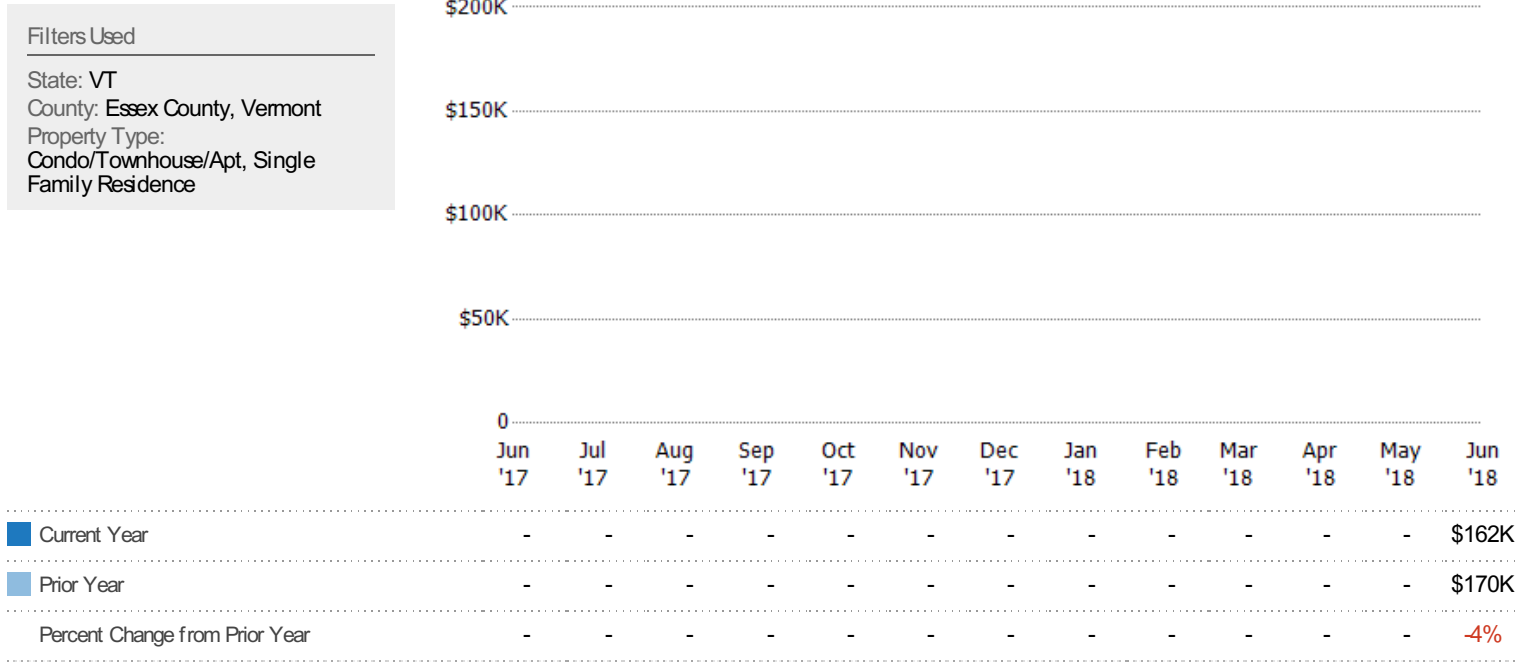 Filters Used
State: VT
County: Essex County, Vermont
Property Type:
Condo/Townhouse/Apt, Single
Family Residence
$200K
$150K
$100K
$50K
0
Jun Jul Aug Sep Oct Nov Dec Jan Feb Mar Apr May Jun
'17 '17 '17 '17 '17 '17 '17 '18 '18 '18 '18 '18 '18
Current Year - - - - - - - - - - - - $162K
Prior Year - - - - - - - - - - - - $170K
Percent Change from Prior Year - - - - - - - - - - - - -4%